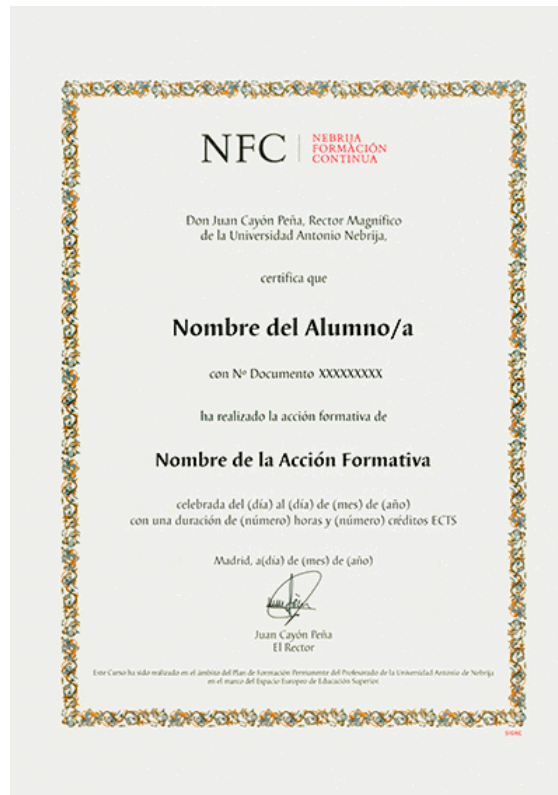 NFC
NEBRIJA
FORMACIÓN
CONTINUA
Don Juan Cayón Peña, Rector Magnífico
de la Universidad Antonio Nebrija,
certifica que
Nombre del Alumno/a
con Nº Documento XXXXXXXXX
ha realizado la acción formativa de
Nombre de la Acción Formativa
celebrada del (día) al (día) de (mes) de (año)
con una duración de (número) horas y (número) créditos ECTS
Madrid, a(día) de (mes) de (año)
Juan Cayón Peña
El Rector
Este Curso ha sido realizado en el ámbito del Plan de Formación Permanente del Profesorado de la Universidad Antonio de Nebrija
en el marco del Espacio Europeo de Educación Superior.
SIGNE